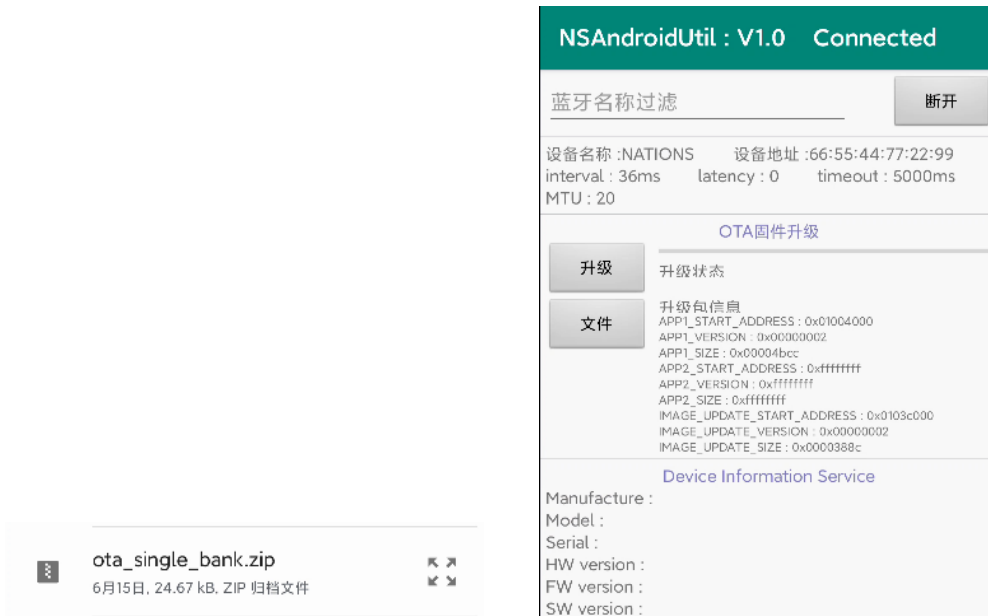 ota_single_bank.zip
6月15日, 24.67 kB, ZIP 归档文件
NSAndroidUtil : V1.0 Connected
蓝牙名称过滤
断开
设备名称 :NATIONS 设备地址 :66:55:44:77:22:99
interval : 36ms latency : 0 timeout : 5000ms
MTU : 20
OTA固件升级
升级
升级状态
文件
升级包信息
APP1_START_ADDRESS : 0x01004000
APP1_VERSION : 0x00000002
APP1_SIZE : 0x00004bcc
APP2_START_ADDRESS : 0xffffffff
APP2_VERSION : 0xffffffff
APP2_SIZE : 0xffffffff
IMAGE_UPDATE_START_ADDRESS : 0x0103c000
IMAGE_UPDATE_VERSION : 0x00000002
IMAGE_UPDATE_SIZE : 0x0000388c
Device Information Service
Manufacture :
Model :
Serial :
HW version :
FW version :
SW version :